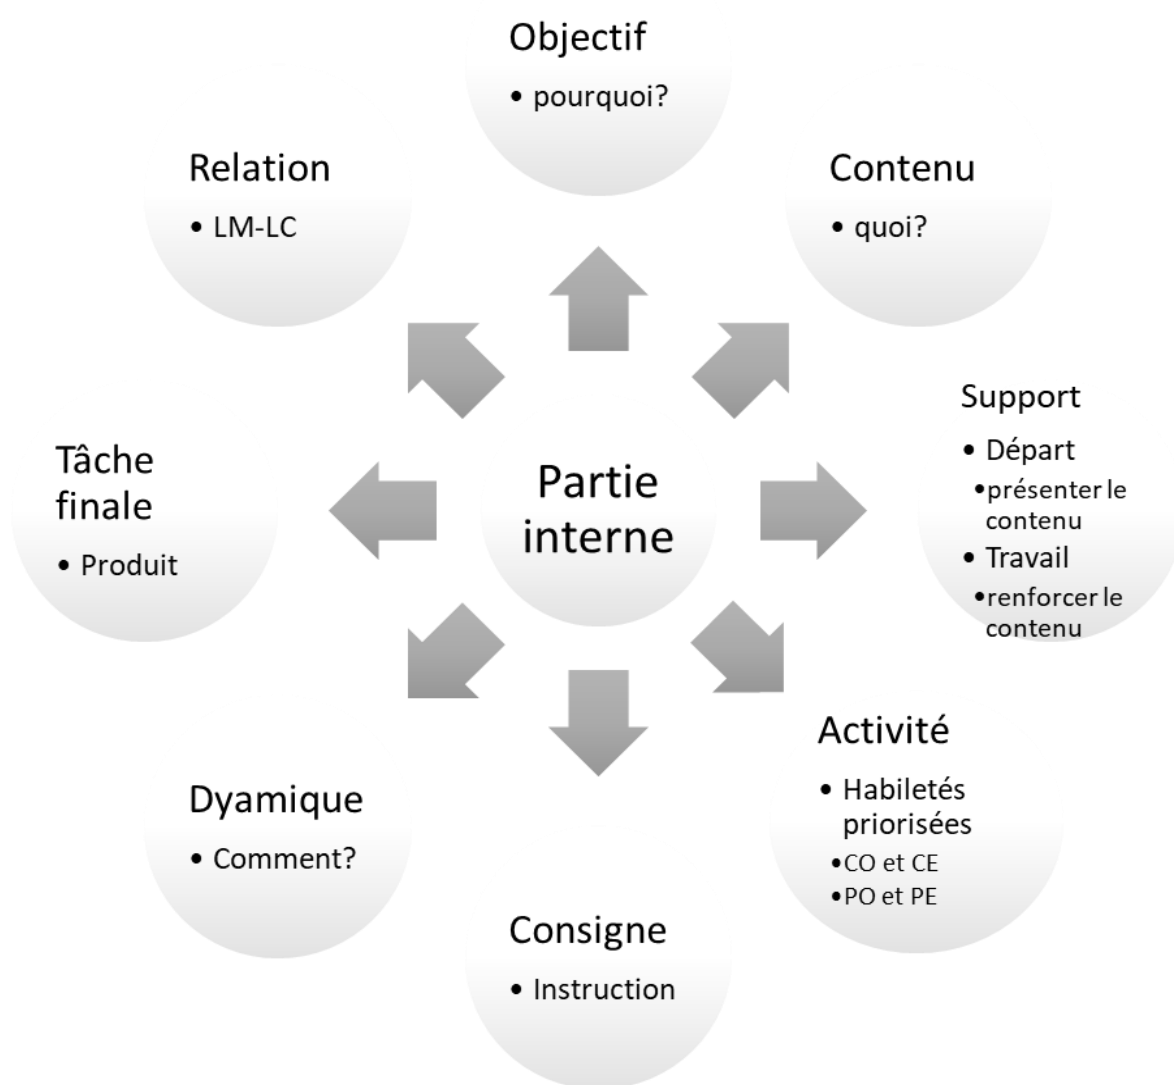 Objectif
• pourquoi?
Contenu
• quoi?
Support
• Départ
•présenter le
contenu
• Travail
•renforcer le
contenu
Activité
• Habiletés
priorisées
•CO et CE
•PO et PE
Consigne
• Instruction
Dyamique
• Comment?
Tâche
finale
• Produit
Relation
• LM-LC
Partie
interne